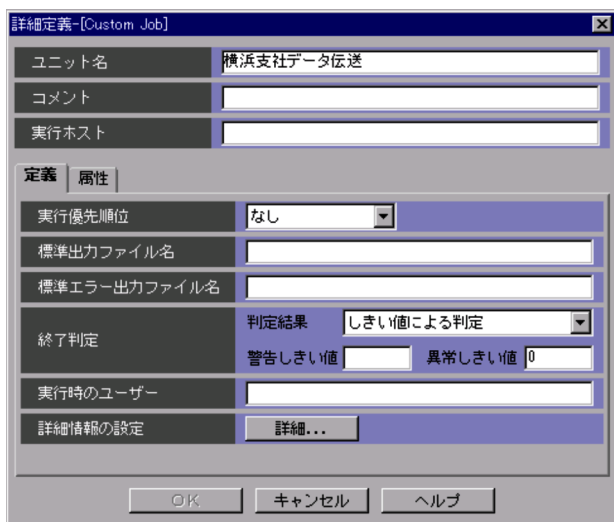 詳細定義-[Custom Job]
ユニット名 横浜支社データ伝送
コメント
実行ホスト
定義 属性
実行優先順位 なし
標準出力ファイル名
標準エラー出力ファイル名
終了判定 判定結果 しきい値による判定
警告しきい値 異常しきい値 0
実行時のユーザー
詳細情報の設定 詳細...
OK キャンセル ヘルプ